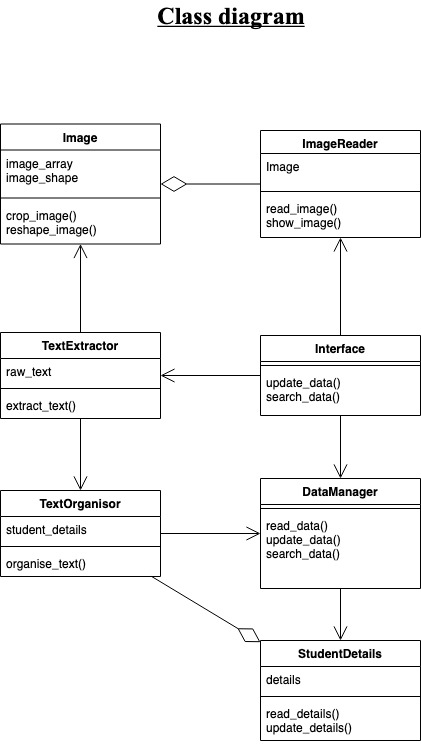 Class diagram
Image
image_array
image_shape
crop_image()
reshape_image()
ImageReader
Image
read_image()
show_image()
TextExtractor
raw_text
extract_text()
Interface
update_data()
search_data()
TextOrganisor
student_details
organise_text()
DataManager
read_data()
update_data()
search_data()
StudentDetails
details
read_details()
update_details()